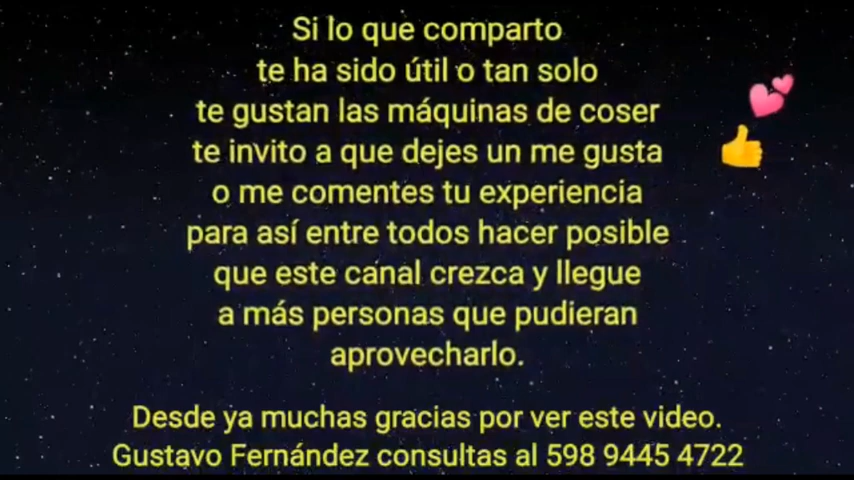 Si lo que comparto
te ha sido útil o tan solo
te gustan las máquinas de coser
te invito a que dejes un me gusta
o me comentes tu experiencia
para así entre todos hacer posible
que este canal crezca y llegue
a más personas que pudieran
aprovecharlo.
Desde ya muchas gracias por ver este video.
Gustavo Fernández consultas al 598 9445 4722